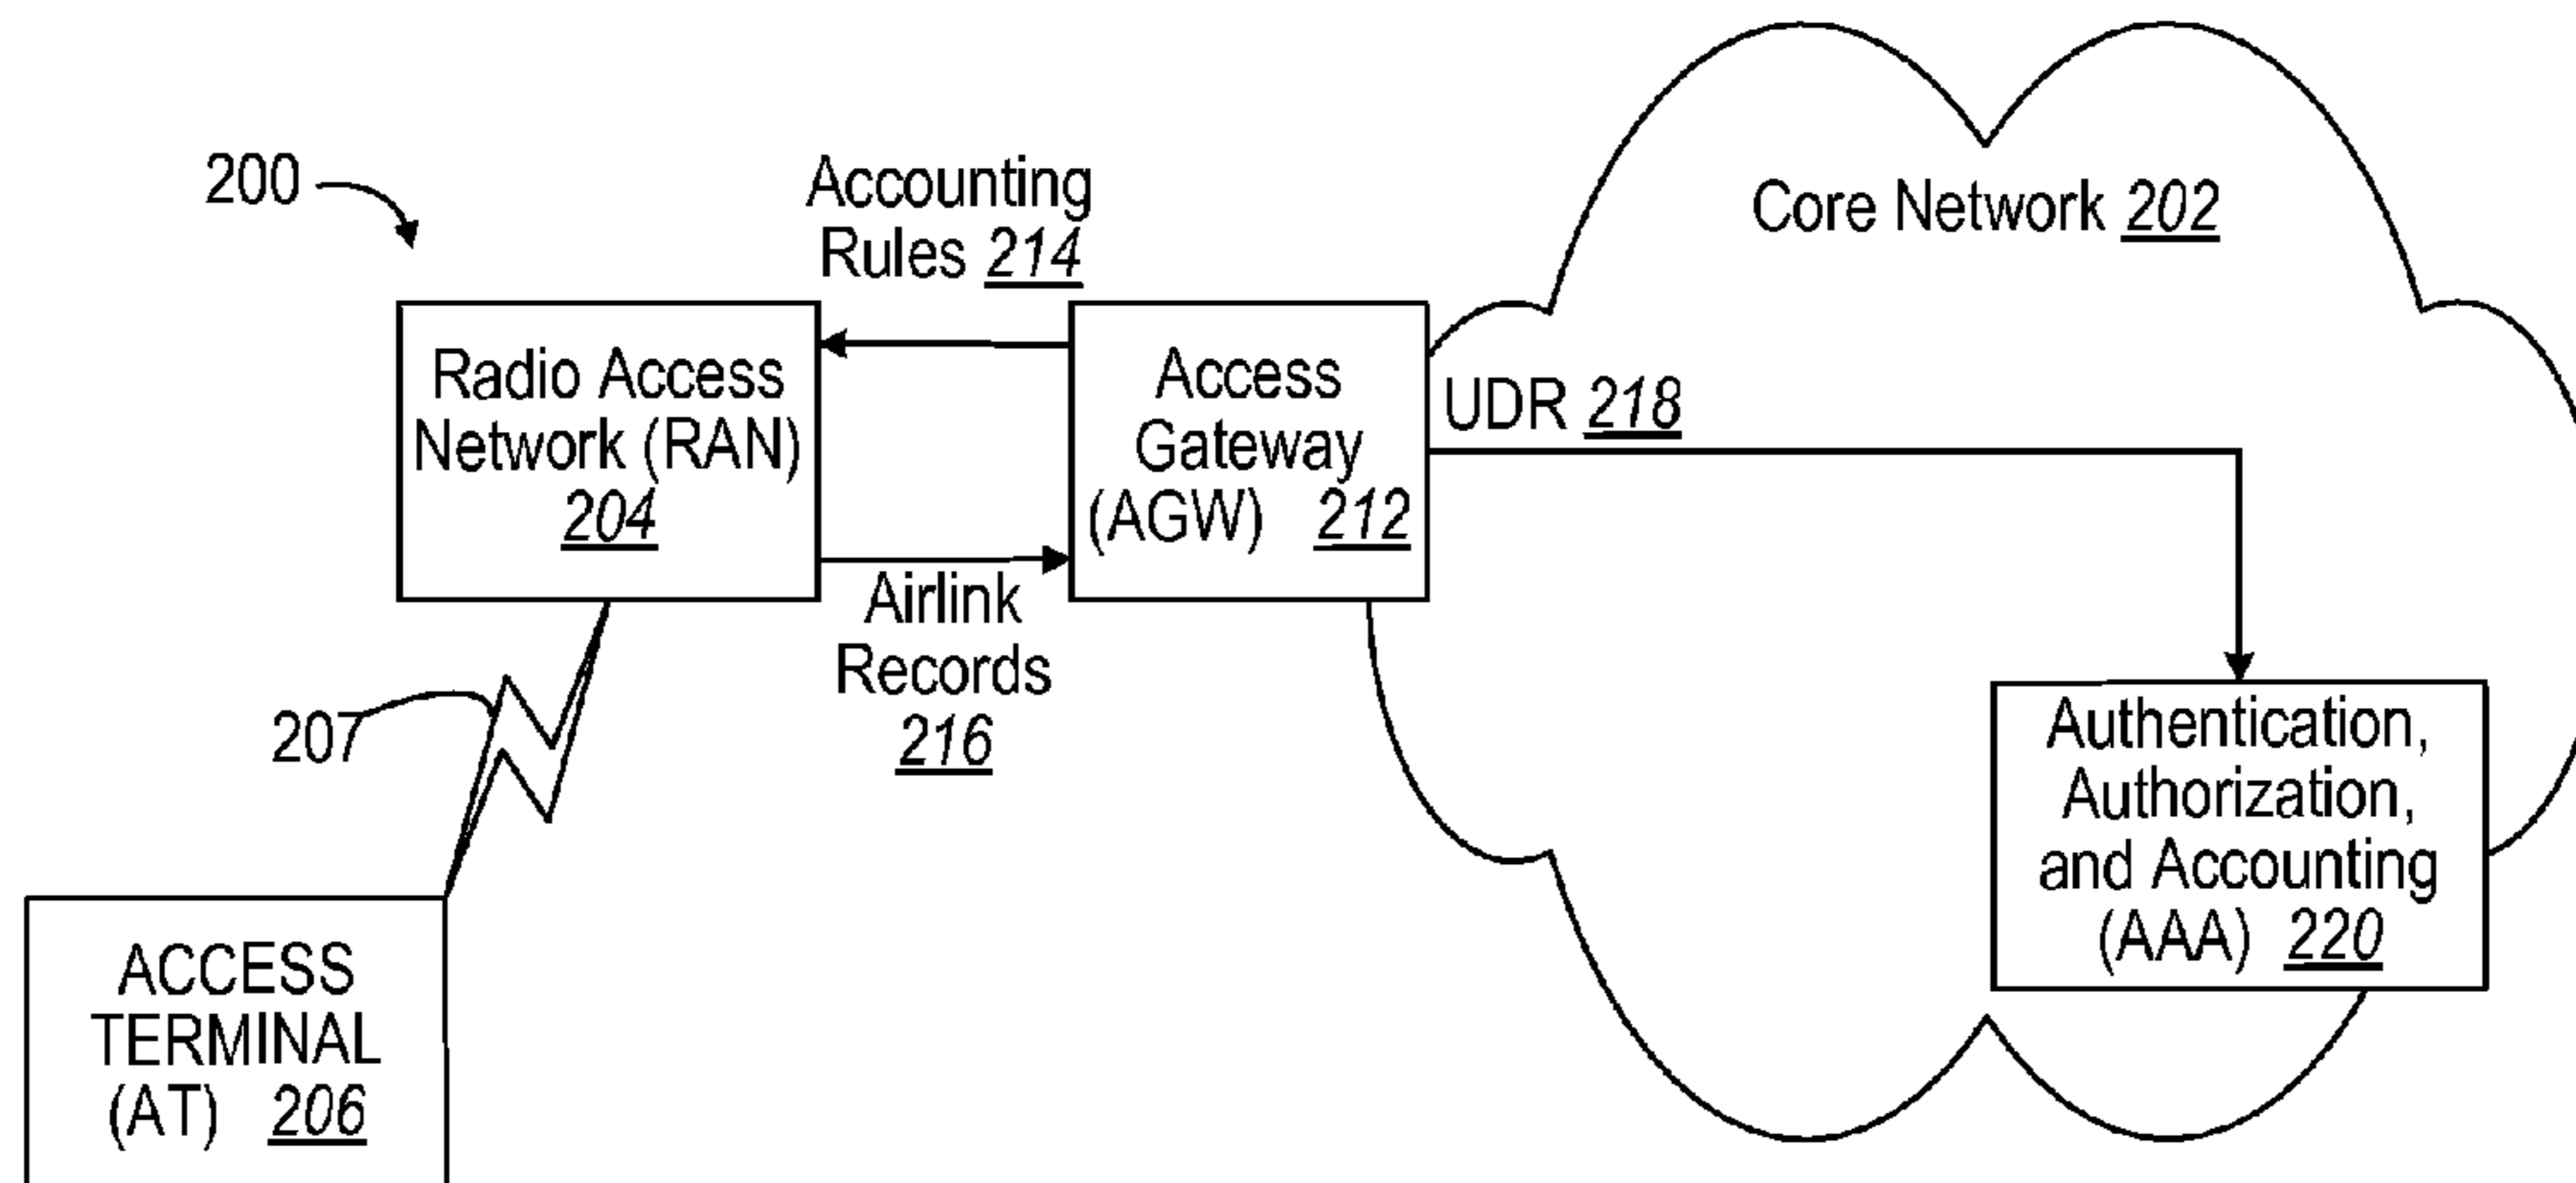 200
Accounting
Rules 214
Core Network 202
Radio Access
Network (RAN)
204
Access
Gateway
(AGW) 212
UDR 218
Airlink
Records
216
207
Authentication,
Authorization,
and Accounting
(AAA) 220
ACCESS
TERMINAL
(AT) 206